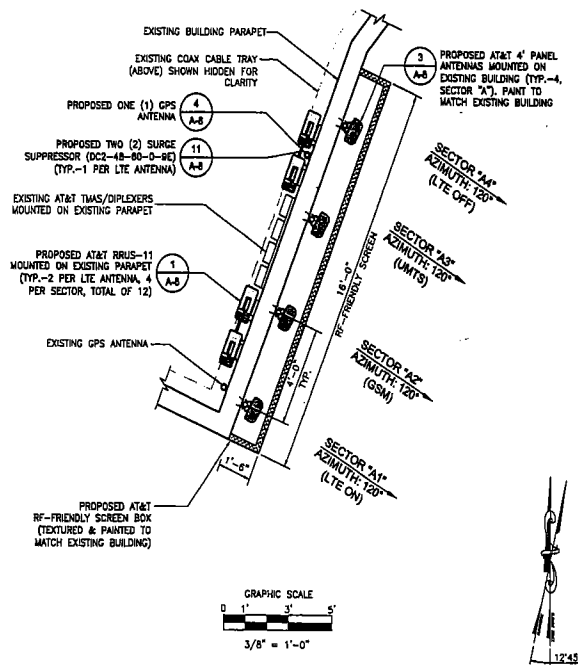 EXISTING BUILDING PARAPET
EXISTING COAX CABLE TRAY
(ABOVE) SHOWN HIDDEN FOR
CLARITY
PROPOSED ONE (1) GPS
ANTENNA
4
A-8
PROPOSED TWO (2) SURGE
SUPPRESSOR (DC2-48-60-0-9E)
(TYP.-1 PER LTE ANTENNA)
11
A-8
EXISTING AT&T TMAS/DIPLEXERS
MOUNTED ON EXISTING PARAPET
PROPOSED AT&T RRUS-11
MOUNTED ON EXISTING PARAPET
(TYP.-2 PER LTE ANTENNA, 4
PER SECTOR, TOTAL OF 12)
1
A-8
EXISTING GPS ANTENNA
PROPOSED AT&T
RF-FRIENDLY SCREEN BOX
(TEXTURED & PAINTED TO
MATCH EXISTING BUILDING)
3
A-8
PROPOSED AT&T 4' PANEL
ANTENNAS MOUNTED ON
EXISTING BUILDING (TYP.-4,
SECTOR "A"). PAINT TO
MATCH EXISTING BUILDING
SECTOR "A4"
AZIMUTH: 120°
(LTE OFF)
SECTOR "A3"
AZIMUTH: 120°
(UMTS)
16'-0"
RF-FRIENDLY SCREEN
SECTOR "A2"
AZIMUTH: 120°
(GSM)
4'-0"
TYP.
SECTOR "A1"
AZIMUTH: 120°
(LTE ON)
1'-6"
GRAPHIC SCALE
0 1' 3' 5'
3/8" = 1'-0"
12°45